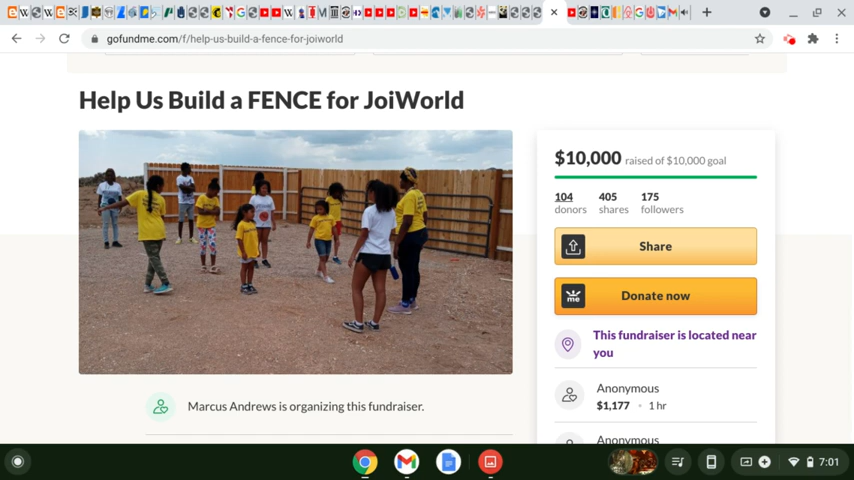 gofundme.com/f/help-us-build-a-fence-for-joiworld
Help Us Build a FENCE for JoiWorld
$10,000 raised of $10,000 goal
104 405 175
donors shares followers
Share
me Donate now
This fundraiser is located near
you
Anonymous
$1,177 • 1 hr
Anonymous
Marcus Andrews is organizing this fundraiser.
7:01